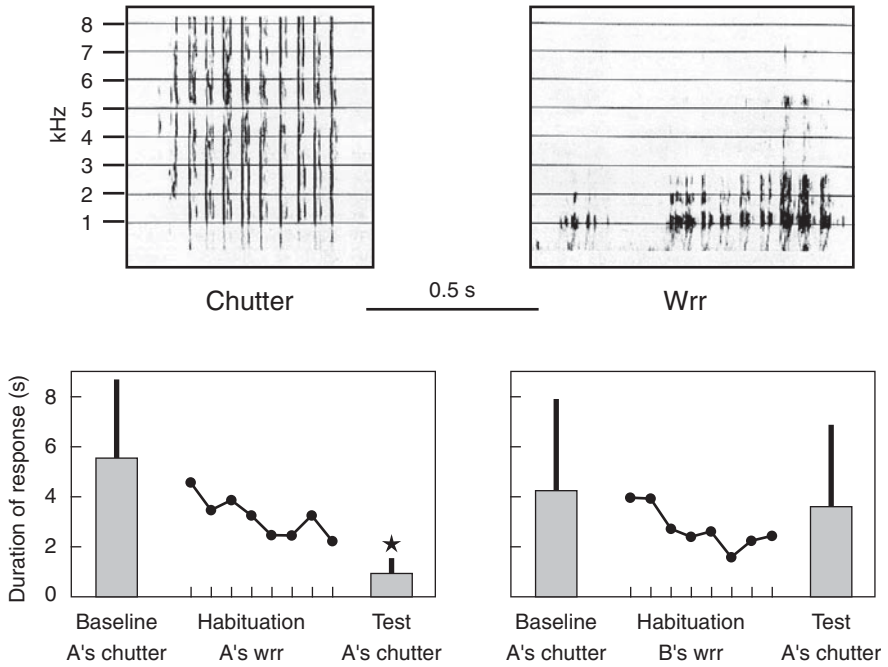 8
7
6
5
4
3
2
1
kHz
Chutter
0.5 s
Wrr
Duration of response (s)
8
6
4
2
0
★
Baseline
Habituation
Test
Baseline
Habituation
Test
A's chutter
A's wrr
A's chutter
A's chutter
B's wrr
A's chutter